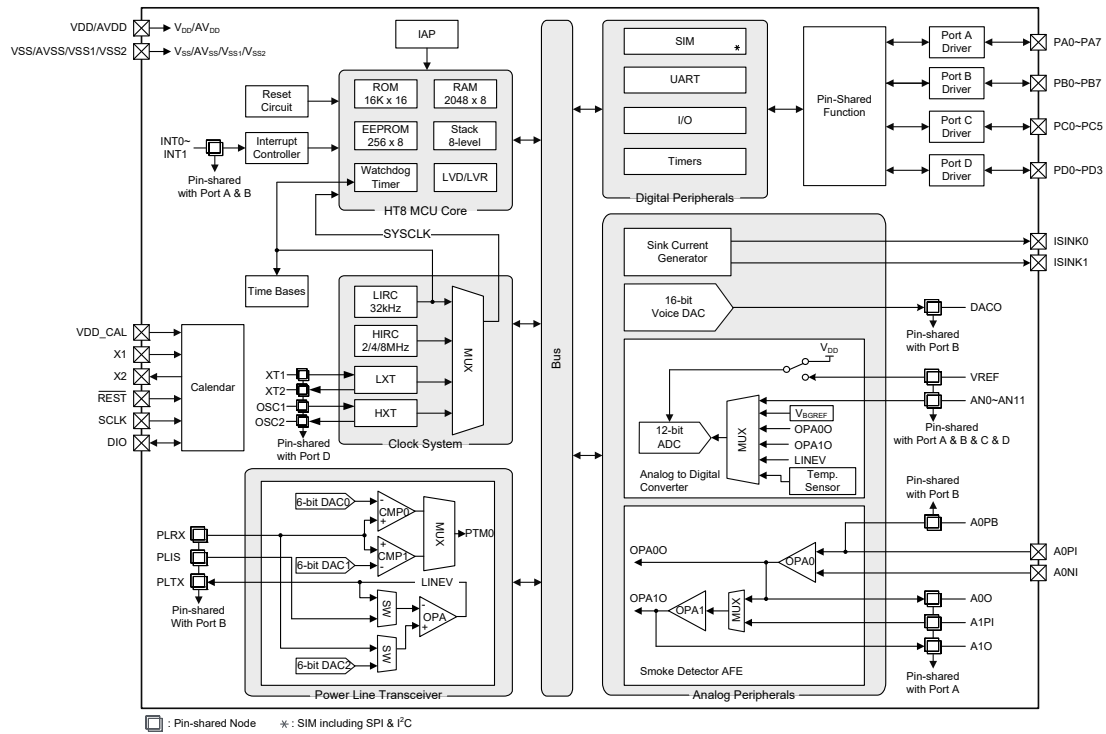 VDD/AVDD
VDD/AVDD
VSS/AVSS/VSS1/VSS2
VSS/AVSS/VSS1/VSS2
IAP
Reset
Circuit
INT0~
INT1
Interrupt
Controller
Pin-shared
with Port A & B
ROM
16K x 16
RAM
2048 x 8
EEPROM
256 x 8
Stack
8-level
Watchdog
Timer
LVD/LVR
HT8 MCU Core
SYSCLK
Time Bases
LIRC
32kHz
HIRC
2/4/8MHz
LXT
HXT
MUX
Clock System
XT1
XT2
OSC1
OSC2
Pin-shared
with Port D
VDD_CAL
X1
X2
REST
SCLK
DIO
Calendar
PLRX
PLIS
PLTX
Pin-shared
With Port B
6-bit DAC0
CMP0
-
+
MUX
PTM0
+
CMP1
-
6-bit DAC1
LINEV
SW
-
OPA
+
SW
6-bit DAC2
Power Line Transceiver
Bus
SIM
*
UART
I/O
Timers
Digital Peripherals
Pin-Shared
Function
Port A
Driver
PA0~PA7
Port B
Driver
PB0~PB7
Port C
Driver
PC0~PC5
Port D
Driver
PD0~PD3
Sink Current
Generator
ISINK0
ISINK1
16-bit
Voice DAC
DACO
Pin-shared
with Port B
VDD
VREF
AN0~AN11
Pin-shared
with Port A & B & C & D
12-bit
ADC
MUX
VBGREF
OPA0O
OPA1O
LINEV
Temp.
Sensor
Analog to Digital
Converter
Pin-shared
with Port B
A0PB
A0PI
A0NI
OPA0O
OPA0
OPA1O
OPA1
MUX
A0O
A1PI
A1O
Pin-shared
with Port A
Smoke Detector AFE
Analog Peripherals
: Pin-shared Node
* : SIM including SPI & I²C